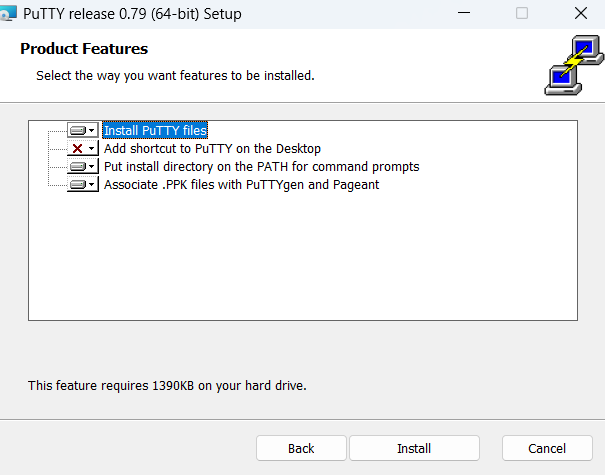 PuTTY release 0.79 (64-bit) Setup
Product Features
Select the way you want features to be installed.
Install PuTTY files
Add shortcut to PuTTY on the Desktop
Put install directory on the PATH for command prompts
Associate .PPK files with PuTTYgen and Pageant
This feature requires 1390KB on your hard drive.
Back Install Cancel